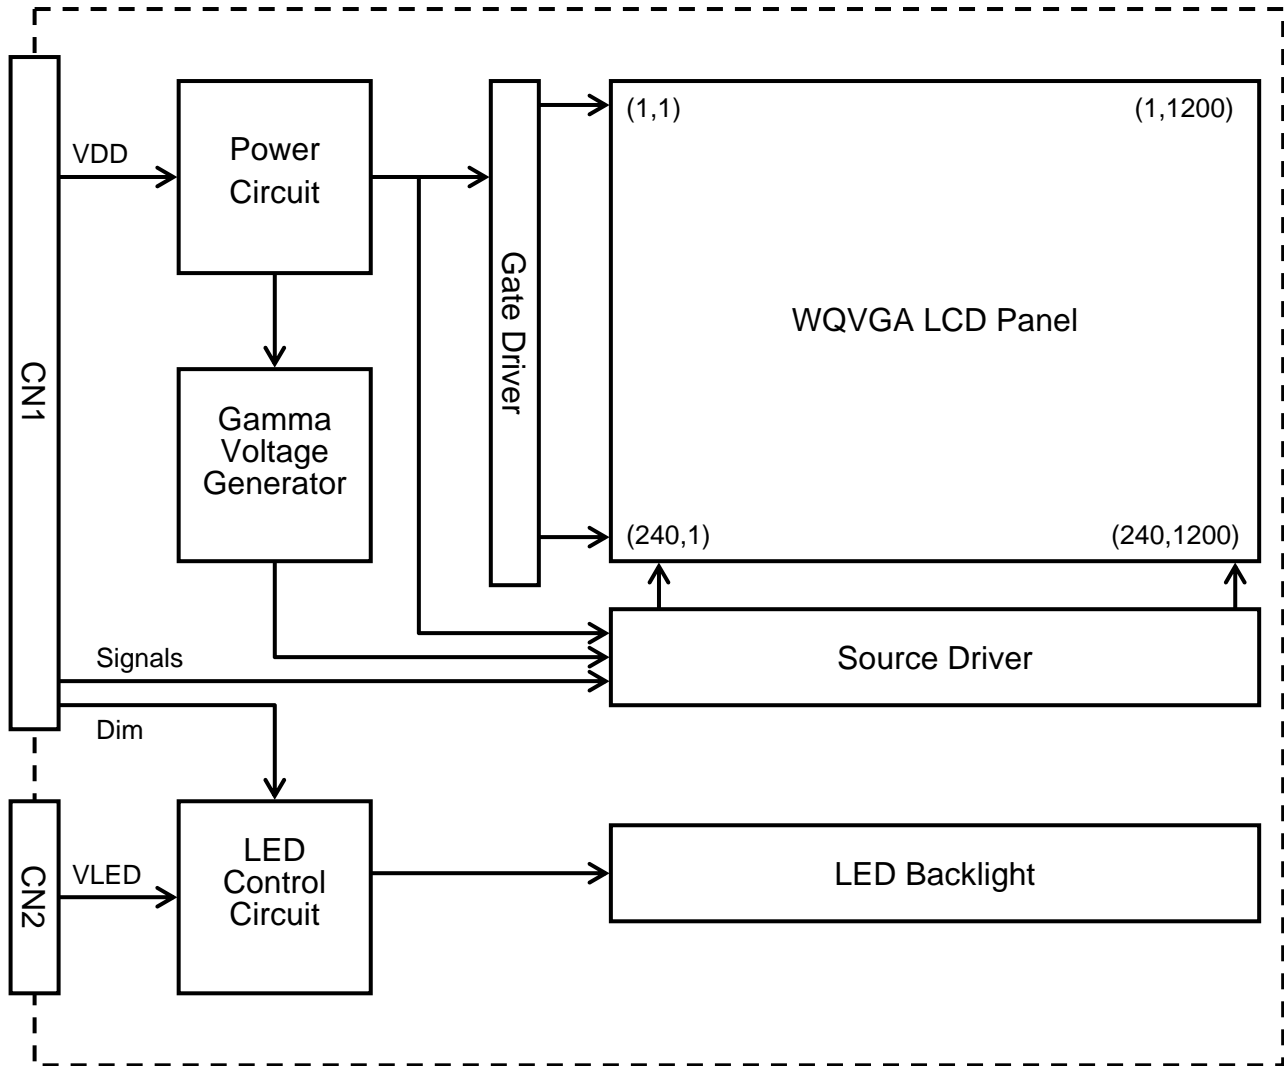 (1,1)
(1,1200)
VDD
Power
Circuit
Gate Driver
WQVGA LCD Panel
CN1
Gamma
Voltage
Generator
(240,1)
(240,1200)
Signals
Source Driver
Dim
LED
Control
Circuit
CN2
VLED
LED Backlight